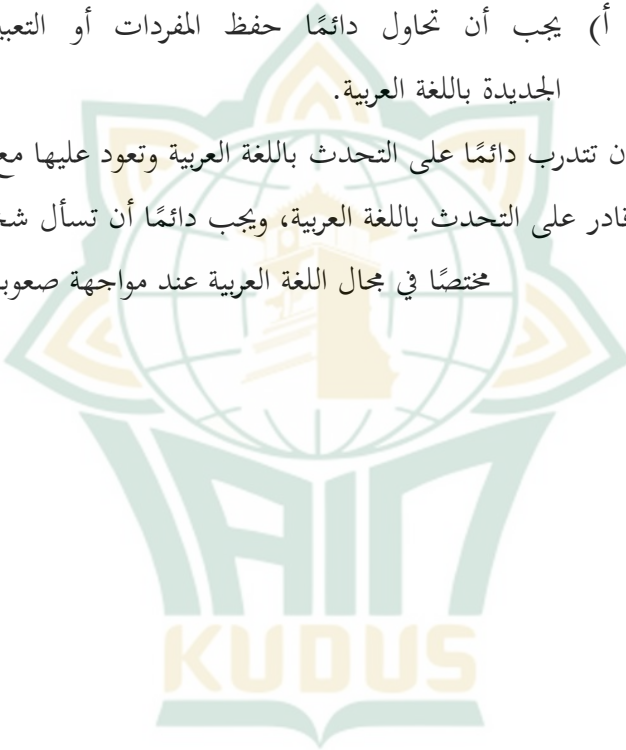 أ) يجب أن تحاول دائمًا حفظ المفردات أو
الجديدة باللغة العربية.
تتدرب دائمًا على التحدث باللغة العربية وتعود عليها
على التحدث باللغة العربية، ويجب دائمًا أن تسأل
مختصًا في مجال اللغة العربية عند مواجهة
IAIN
KUDUS